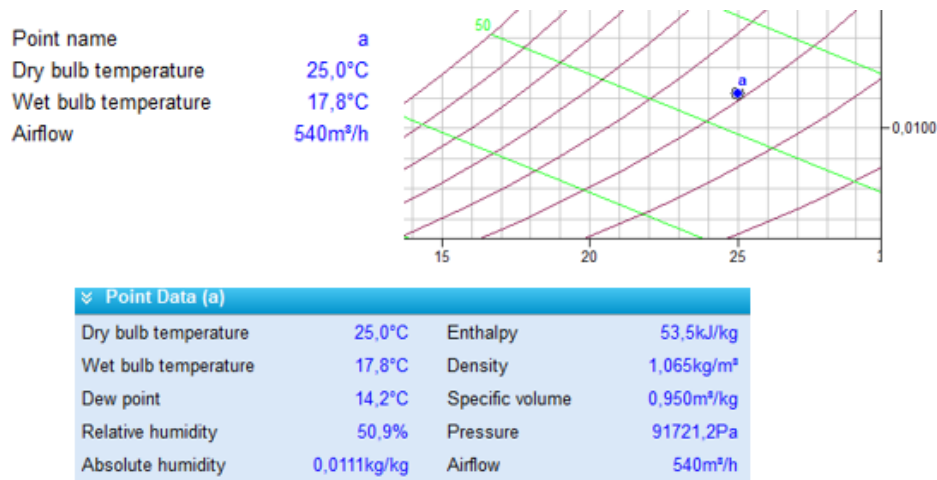 Point name a
Dry bulb temperature 25,0°C
Wet bulb temperature 17,8°C
Airflow 540m³/h
50
a
0,0100
15 20 25
Point Data (a)
Dry bulb temperature 25,0°C Enthalpy 53,5kJ/kg
Wet bulb temperature 17,8°C Density 1,065kg/m³
Dew point 14,2°C Specific volume 0,950m³/kg
Relative humidity 50,9% Pressure 91721,2Pa
Absolute humidity 0,0111kg/kg Airflow 540m³/h